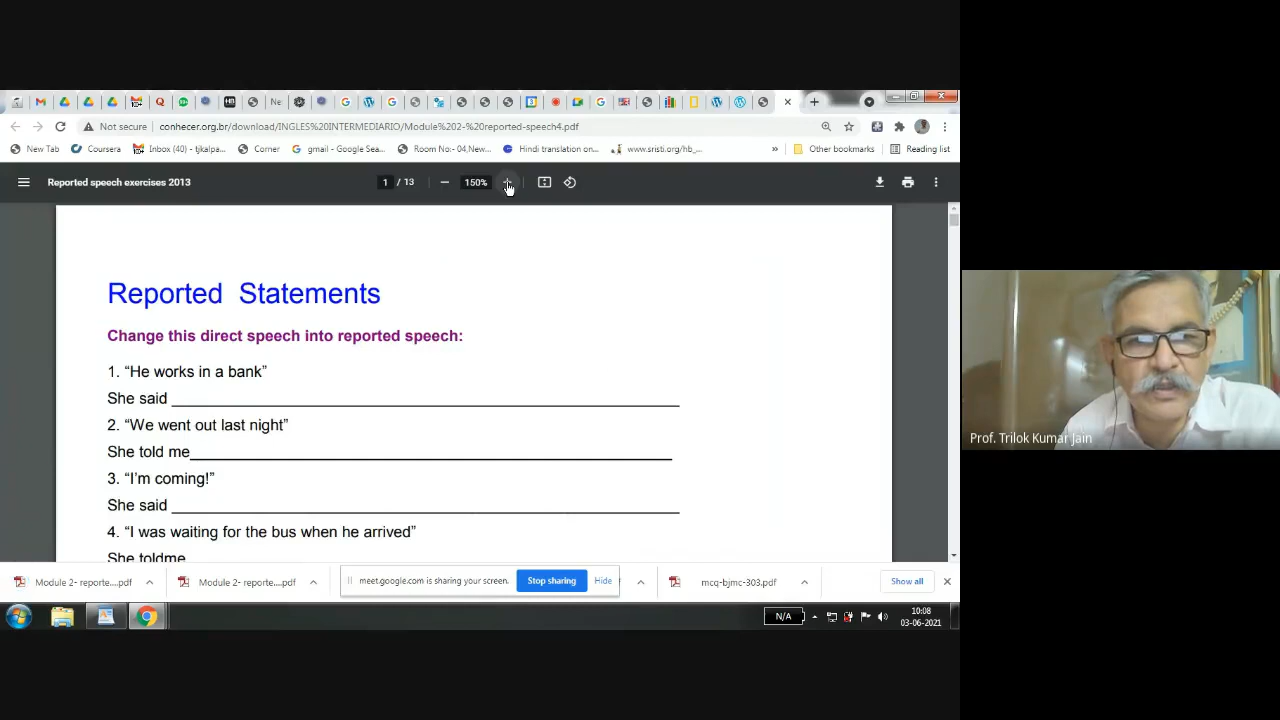 Ne
Not secure
conhecer.org.br/download/INGLES%20INTERMEDIARIO/Module%202-%20reported-speech4.pdf
New Tab
Coursera
Inbox (40) - tjkalpa...
Corner
gmail - Google Sea...
Room No:- 04,New...
Hindi translation on...
www.sristi.org/hb_...
»
Other bookmarks
Reading list
Reported speech exercises 2013
1 / 13
150%
Reported Statements
Change this direct speech into reported speech:
1. “He works in a bank”
She said ______________________________
2. “We went out last night”
She told me______________________________
3. “I’m coming!”
She said ______________________________
4. “I was waiting for the bus when he arrived”
She toldme
Prof. Trilok Kumar Jain
Module 2- reporte....pdf
Module 2- reporte....pdf
meet.google.com is sharing your screen.
Stop sharing
Hide
mcq-bjmc-303.pdf
Show all
N/A
10:08
03-06-2021